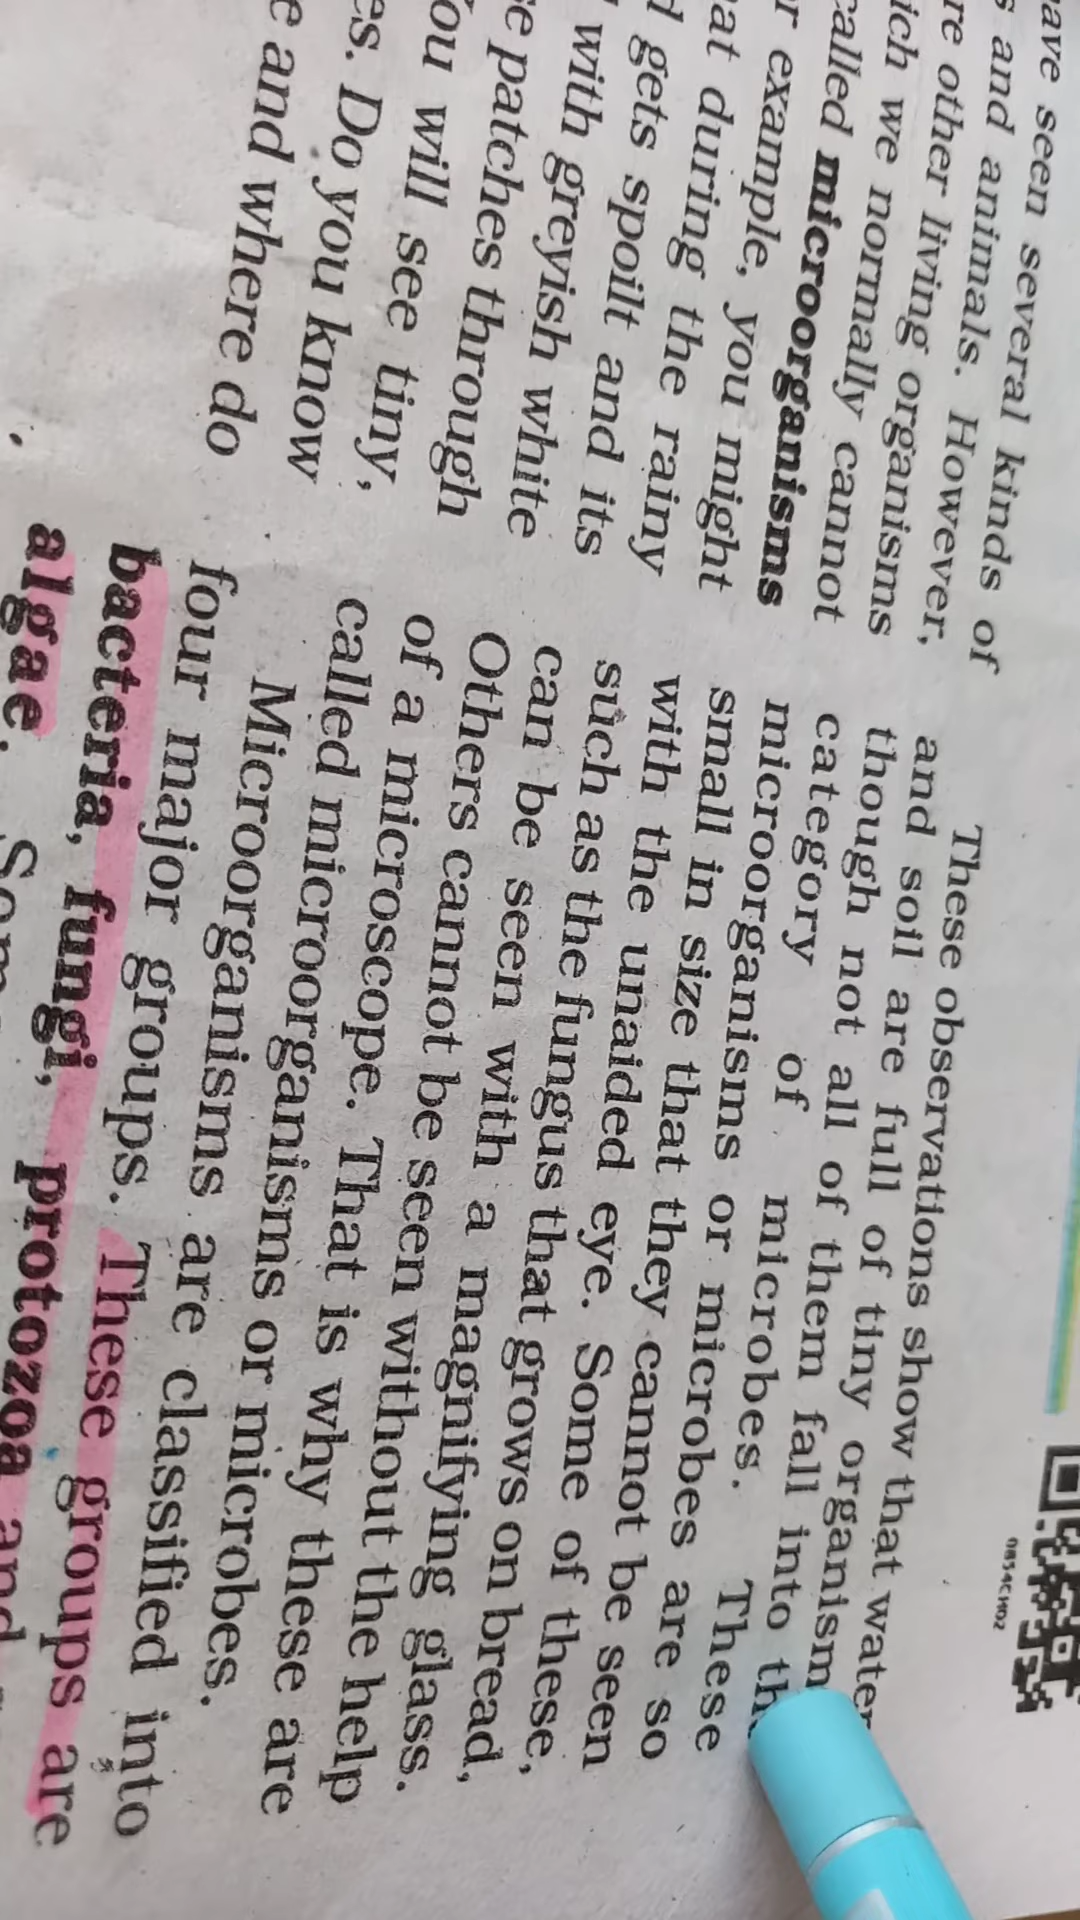 ave seen several kinds of
s and animals. However,
re other living organisms
ich we normally cannot
called microorganisms
r example, you might
at during the rainy
d gets spoilt and its
with greyish white
e patches through
You will see tiny,
es. Do you know
e and where do
0854CH02
These observations show that water
and soil are full of tiny organism
though not all of them fall into th
category of microbes. These
microorganisms or microbes are so
small in size that they cannot be seen
with the unaided eye. Some of these,
such as the fungus that grows on bread,
can be seen with a magnifying glass.
Others cannot be seen without the help
of a microscope. That is why these are
called microorganisms or microbes.
Microorganisms are classified into
four major groups. These groups are
bacteria, fungi, protozoa and
algae.